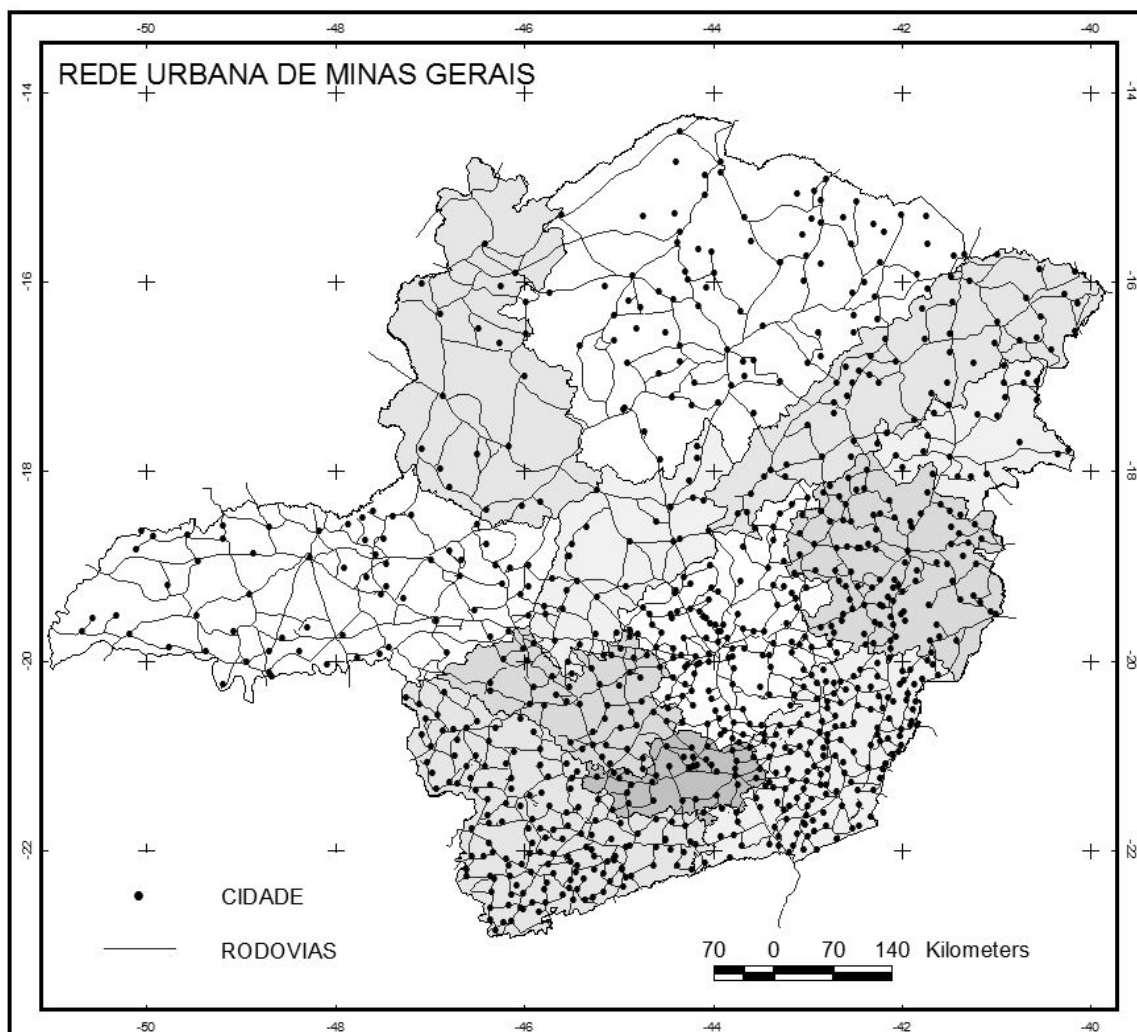 -50 -48 -46 -44 -42 -40
REDE URBANA DE MINAS GERAIS
-14 -14
-16 -16
-18 -18
-20 -20
-22 -22
CIDADE
RODOVIAS
70 0 70 140 Kilometers
-50 -48 -46 -44 -42 -40